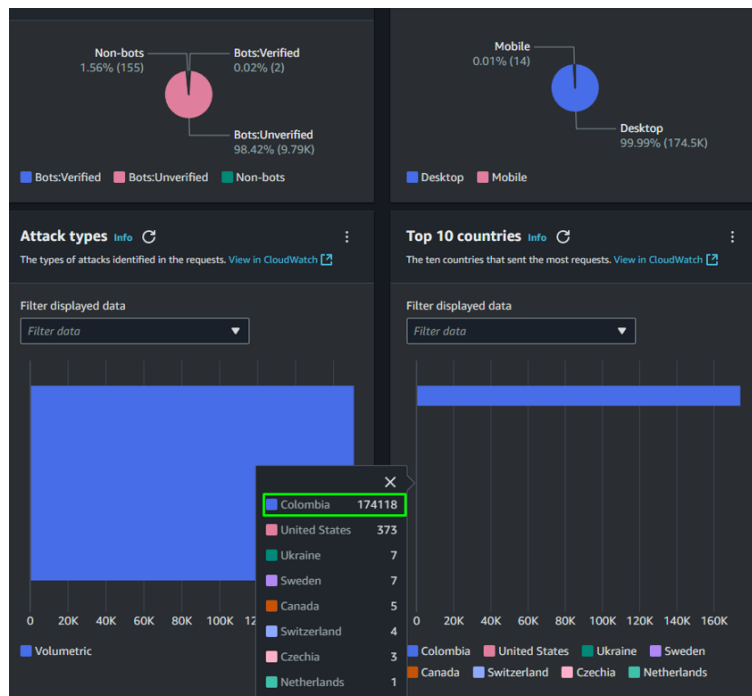 Non-bots
1.56% (155)
Bots:Verified
0.02% (2)
Bots:Unverified
98.42% (9.79K)
Bots:Verified Bots:Unverified Non-bots
Mobile
0.01% (14)
Desktop
99.99% (174.5K)
Desktop Mobile
Attack types Info
The types of attacks identified in the requests. View in CloudWatch
Filter displayed data
Filter data
0 20K 40K 60K 80K 100K
Volumetric
Top 10 countries Info
The ten countries that sent the most requests. View in CloudWatch
Filter displayed data
Filter data
Colombia 174118
United States 373
Ukraine 7
Sweden 7
Canada 5
Switzerland 4
Czechia 3
Netherlands 1
0 20K 40K 60K 80K 100K 120K 140K 160K
Colombia United States Ukraine Sweden
Canada Switzerland Czechia Netherlands